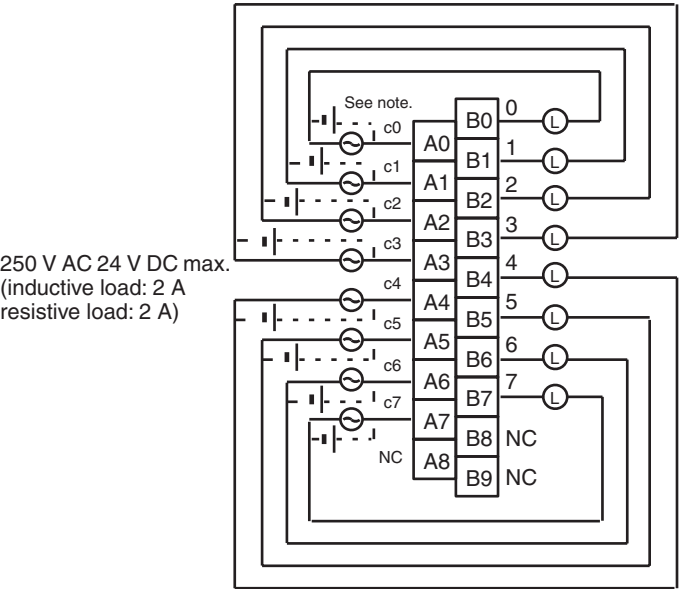 See note.
250 V AC 24 V DC max.
(inductive load: 2 A
resistive load: 2 A)
c0
c1
c2
c3
c4
c5
c6
c7
NC
A0
A1
A2
A3
A4
A5
A6
A7
A8
B0
B1
B2
B3
B4
B5
B6
B7
B8
B9
0
1
2
3
4
5
6
7
NC
NC
L
L
L
L
L
L
L
L